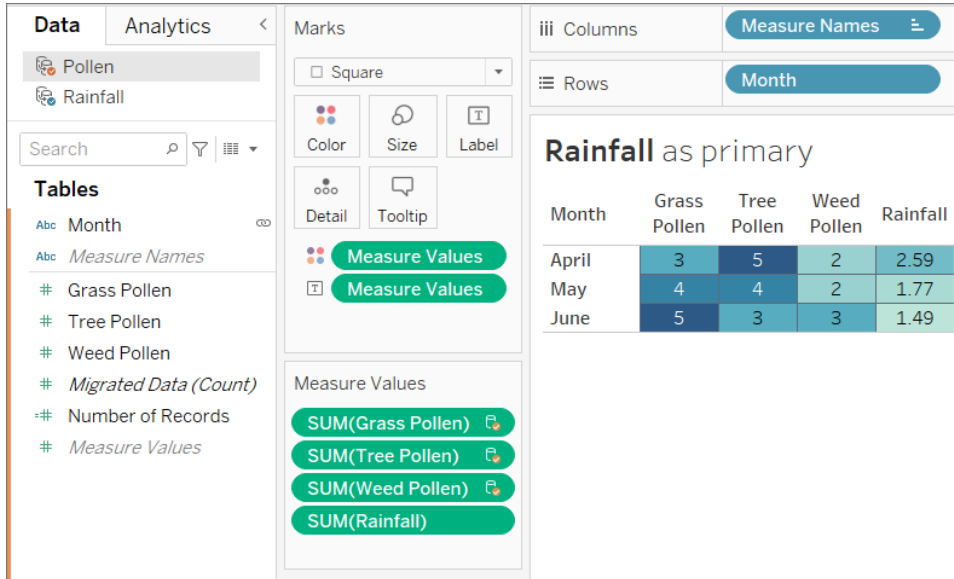 Data
Analytics
Pollen
Rainfall
Search
Tables
Abc Month
Abc Measure Names
# Grass Pollen
# Tree Pollen
# Weed Pollen
# Migrated Data (Count)
=# Number of Records
# Measure Values
Marks
Square
Color Size Label
Detail Tooltip
Measure Values
T Measure Values
Measure Values
SUM(Grass Pollen)
SUM(Tree Pollen)
SUM(Weed Pollen)
SUM(Rainfall)
Columns Measure Names
Rows Month
Rainfall as primary
Month Grass Pollen Tree Pollen Weed Pollen Rainfall
April 3 5 2 2.59
May 4 4 2 1.77
June 5 3 3 1.49